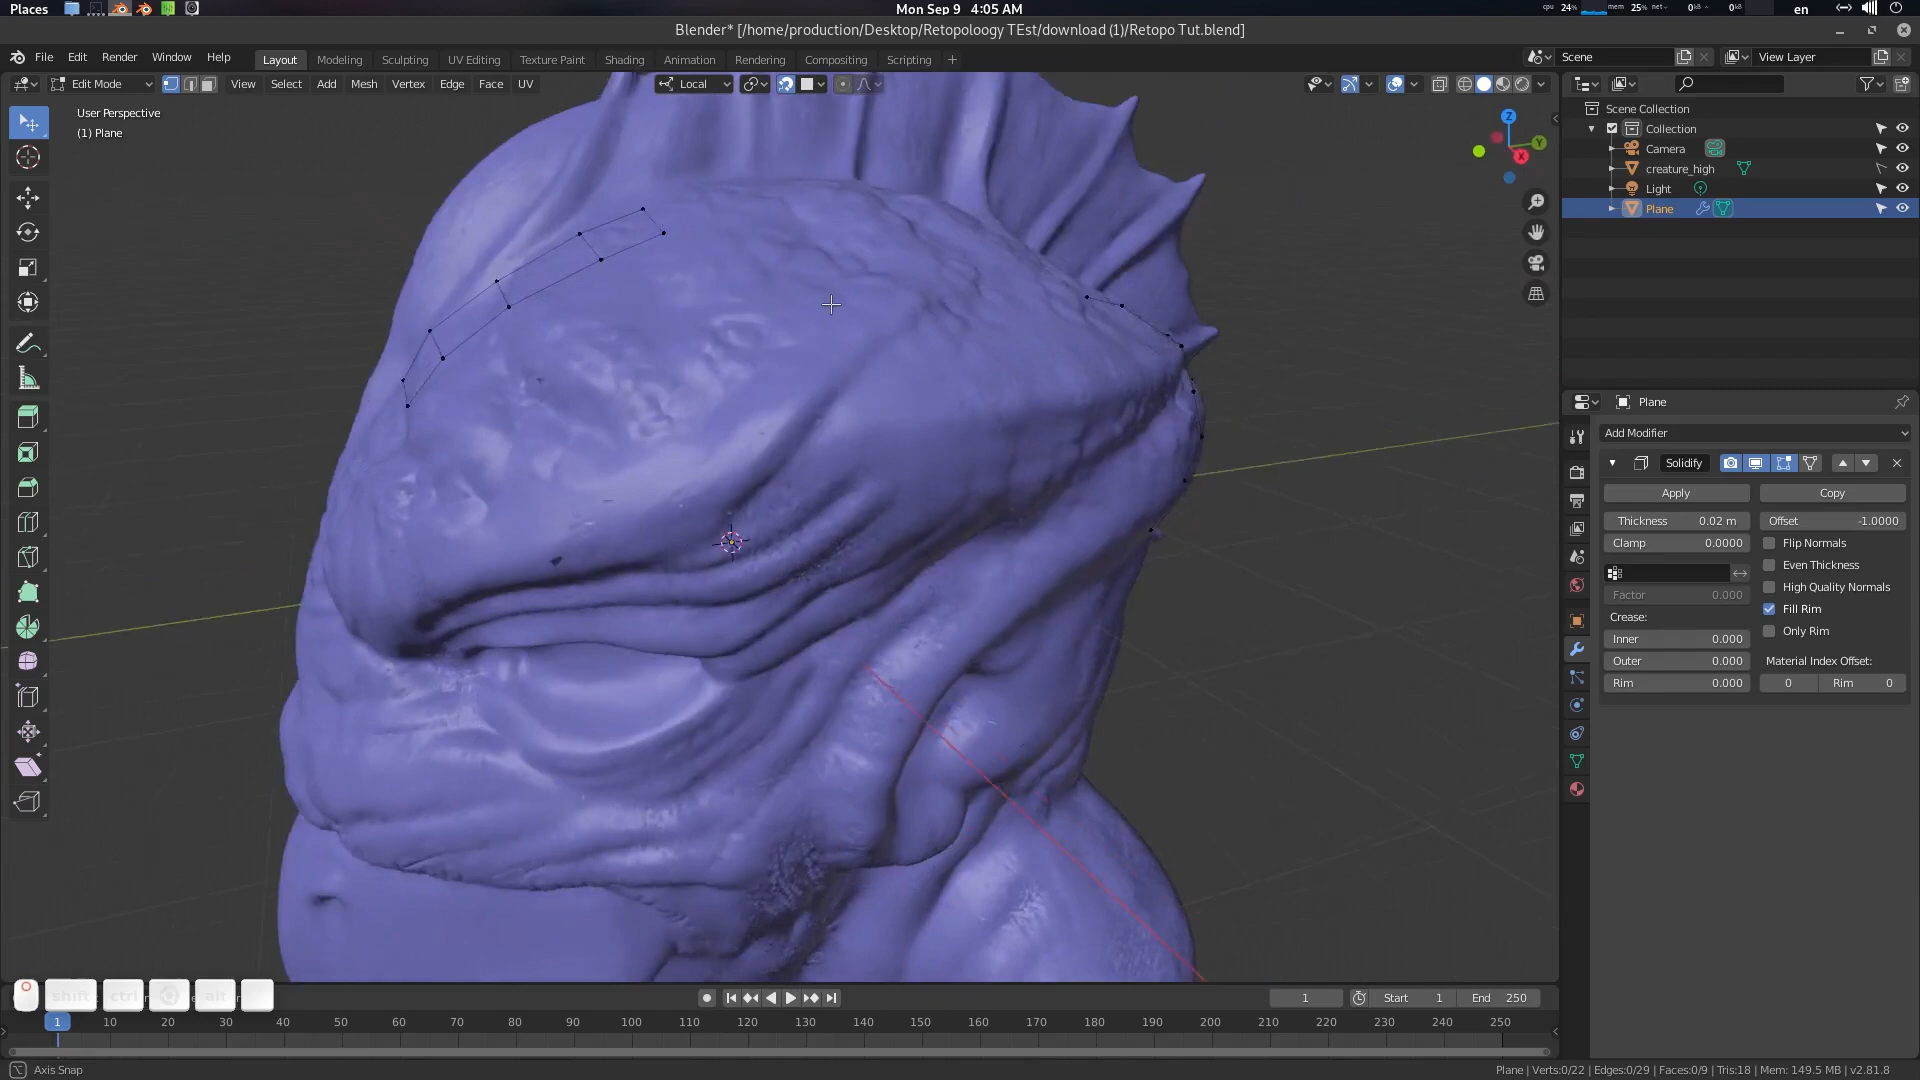 Places
Mon Sep 9 4:05 AM
cpu 24% mem 25% net 0kB 0kB
en
Blender* [/home/production/Desktop/Retopoloogy TEst/download (1)/Retopo Tut.blend]
File Edit Render Window Help
Layout Modeling Sculpting UV Editing Texture Paint Shading Animation Rendering Compositing Scripting +
Scene
View Layer
Edit Mode
View Select Add Mesh Vertex Edge Face UV
Local
User Perspective
(1) Plane
Z
Y
X
Scene Collection
Collection
Camera
creature_high
Light
Plane
Plane
Add Modifier
Solidify
Apply
Copy
Thickness 0.02 m
Offset -1.0000
Clamp 0.0000
Flip Normals
Even Thickness
High Quality Normals
Factor 0.000
Fill Rim
Crease:
Only Rim
Inner 0.000
Outer 0.000
Material Index Offset:
Rim 0.000
0
Rim 0
shift ctrl alt
1
Start 1
End 250
1 10 20 30 40 50 60 70 80 90 100 110 120 130 140 150 160 170 180 190 200 210 220 230 240 250
Axis Snap
Plane | Verts:0/22 | Edges:0/29 | Faces:0/9 | Tris:18 | Mem: 149.5 MB | v2.81.8